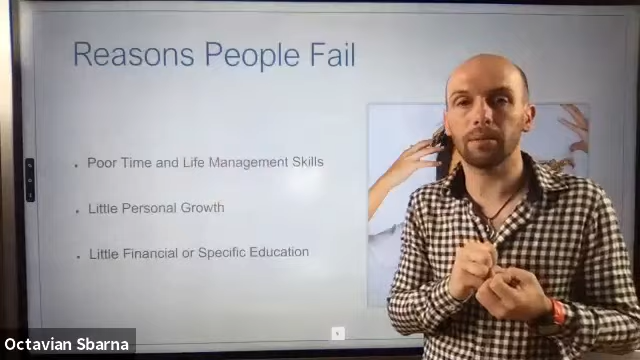 Reasons People Fail
Poor Time and Life Management Skills
Little Personal Growth
Little Financial or Specific Education
Octavian Sbarna